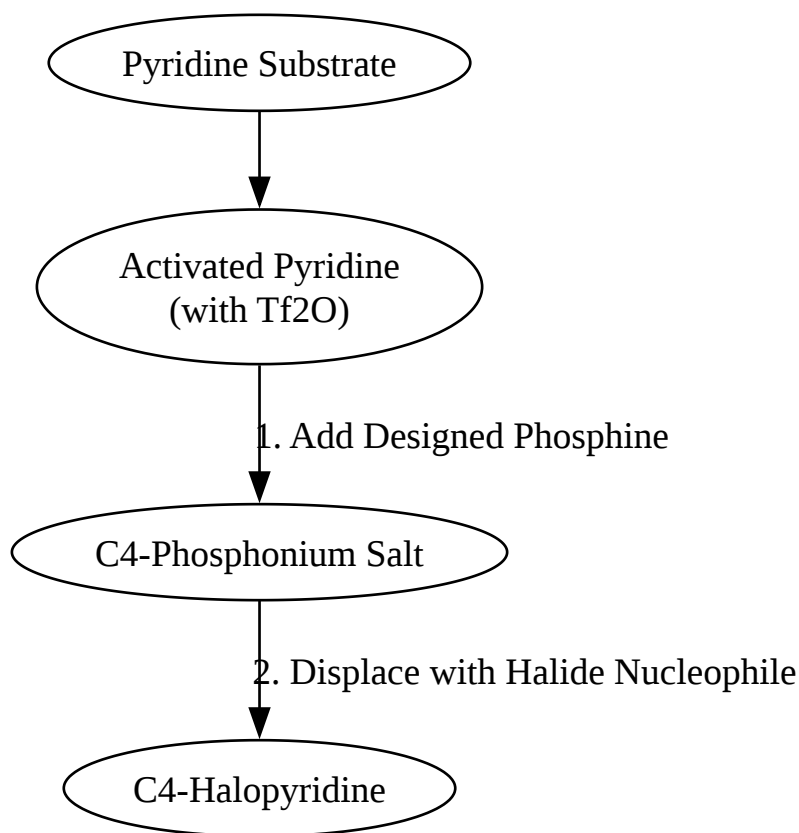 Pyridine Substrate
Activated Pyridine
(with Tf2O)
1. Add Designed Phosphine
C4-Phosphonium Salt
2. Displace with Halide Nucleophile
C4-Halopyridine